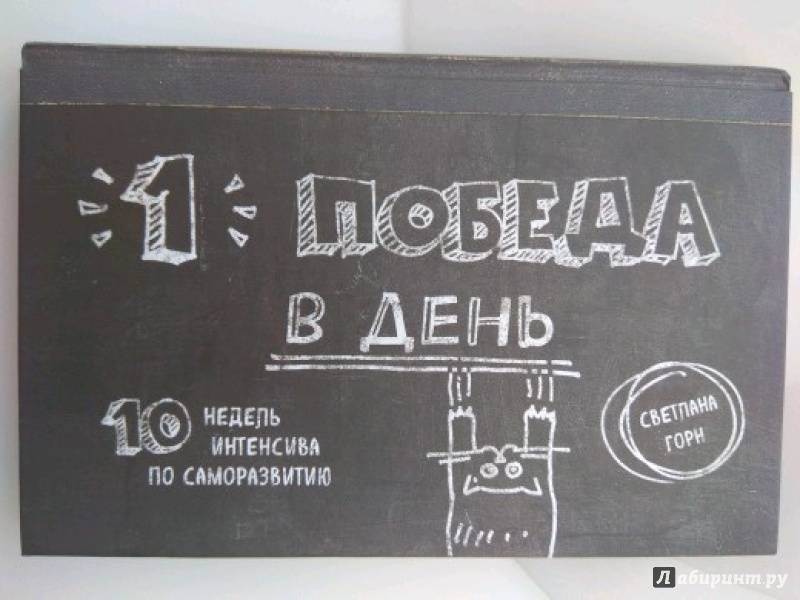 1 ПОБЕДА
В ДЕНЬ
10 НЕДЕЛЬ
ИНТЕНСИВА
ПО САМОРАЗВИТИЮ
СВЕТЛАНА
ГОРН
Лабиринт.ру